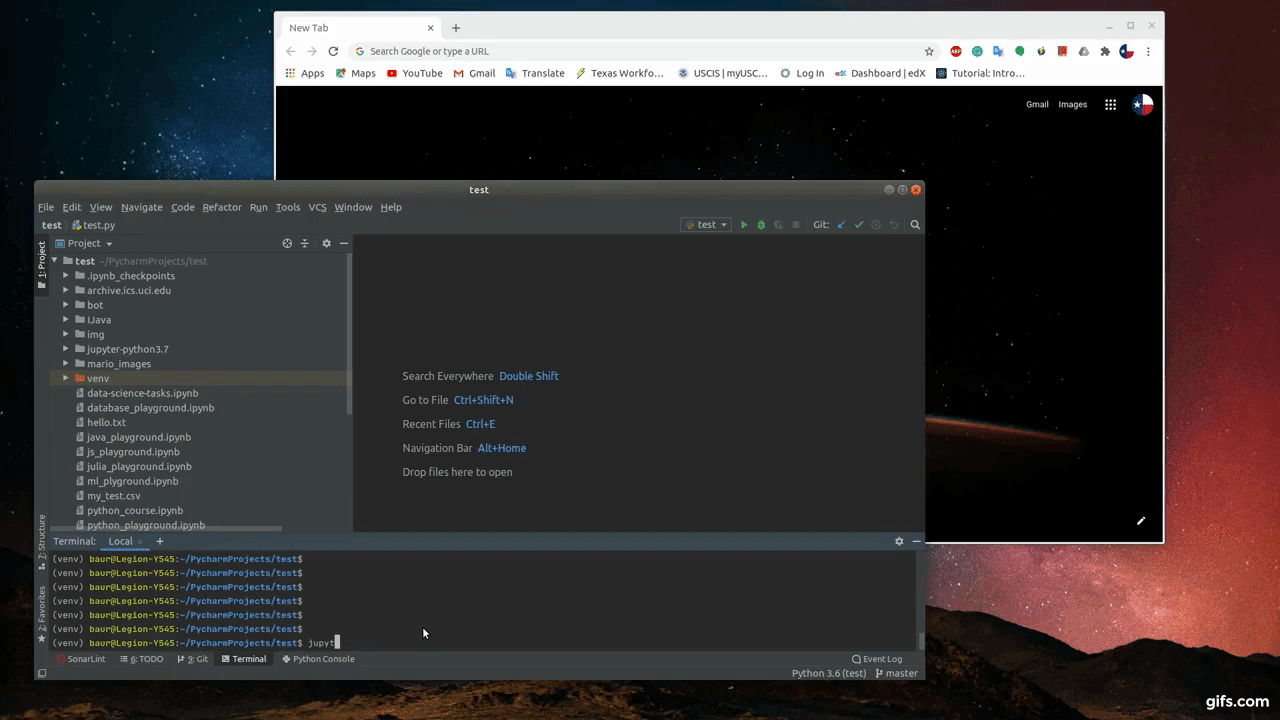 New Tab
Search Google or type a URL
Apps Maps YouTube Gmail Translate Texas Workfo... USCIS | myUSC... Log In Dashboard | edX Tutorial: Intro...
Gmail Images
test
File Edit View Navigate Code Refactor Run Tools VCS Window Help
test test.py test Git:
Project
1: Project
test ~/PycharmProjects/test
.ipynb_checkpoints
archive.ics.uci.edu
bot
IJava
img
jupyter-python3.7
mario_images
venv
data-science-tasks.ipynb
database_playground.ipynb
hello.txt
java_playground.ipynb
js_playground.ipynb
julia_playground.ipynb
ml_plyground.ipynb
my_test.csv
python_course.ipynb
python_playground.ipynb
Search Everywhere Double Shift
Go to File Ctrl+Shift+N
Recent Files Ctrl+E
Navigation Bar Alt+Home
Drop files here to open
7: Structure
2: Favorites
Terminal: Local
(venv) baur@Legion-Y545:~/PycharmProjects/test$
(venv) baur@Legion-Y545:~/PycharmProjects/test$
(venv) baur@Legion-Y545:~/PycharmProjects/test$
(venv) baur@Legion-Y545:~/PycharmProjects/test$
(venv) baur@Legion-Y545:~/PycharmProjects/test$
(venv) baur@Legion-Y545:~/PycharmProjects/test$
(venv) baur@Legion-Y545:~/PycharmProjects/test$ jupyt
SonarLint 6: TODO 9: Git Terminal Python Console Event Log
Python 3.6 (test) master
gifs.com